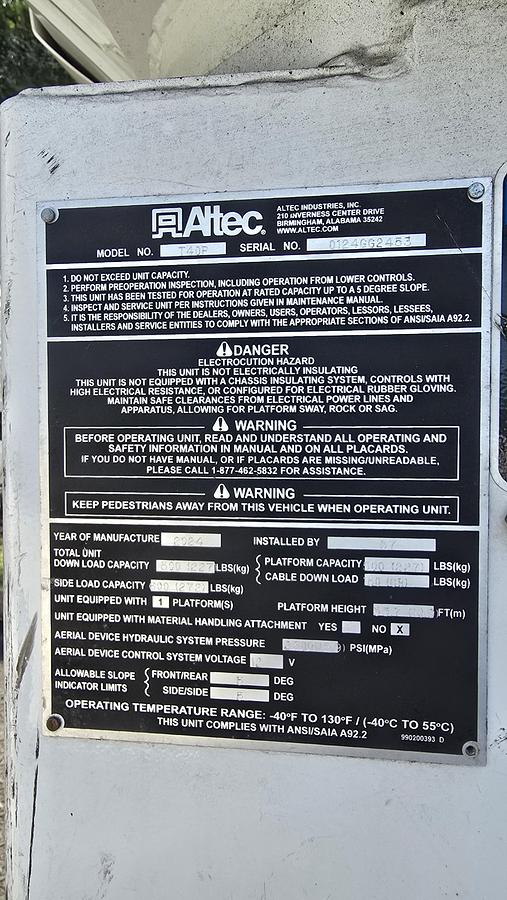 Altec.
ALTEC INDUSTRIES, INC.
210 INVERNESS CENTER DRIVE
BIRMINGHAM, ALABAMA 35242
WWW.ALTEC.COM
MODEL NO. T40P SERIAL NO. 0124GG2453
1. DO NOT EXCEED UNIT CAPACITY.
2. PERFORM PREOPERATION INSPECTION, INCLUDING OPERATION FROM LOWER CONTROLS.
3. THIS UNIT HAS BEEN TESTED FOR OPERATION AT RATED CAPACITY UP TO A 5 DEGREE SLOPE.
4. INSPECT AND SERVICE UNIT PER INSTRUCTIONS GIVEN IN MAINTENANCE MANUAL.
5. IT IS THE RESPONSIBILITY OF THE DEALERS, OWNERS, USERS, OPERATORS, LESSORS, LESSEES,
INSTALLERS AND SERVICE ENTITIES TO COMPLY WITH THE APPROPRIATE SECTIONS OF ANSI/SAIA A92.2.
DANGER
ELECTROCUTION HAZARD
THIS UNIT IS NOT ELECTRICALLY INSULATING
THIS UNIT IS NOT EQUIPPED WITH A CHASSIS INSULATING SYSTEM, CONTROLS WITH
HIGH ELECTRICAL RESISTANCE, OR CONFIGURED FOR ELECTRICAL RUBBER GLOVING.
MAINTAIN SAFE CLEARANCES FROM ELECTRICAL POWER LINES AND
APPARATUS, ALLOWING FOR PLATFORM SWAY, ROCK OR SAG.
WARNING
BEFORE OPERATING UNIT, READ AND UNDERSTAND ALL OPERATING AND
SAFETY INFORMATION IN MANUAL AND ON ALL PLACARDS.
IF YOU DO NOT HAVE MANUAL, OR IF PLACARDS ARE MISSING/UNREADABLE,
PLEASE CALL 1-877-462-5832 FOR ASSISTANCE.
WARNING
KEEP PEDESTRIANS AWAY FROM THIS VEHICLE WHEN OPERATING UNIT.
YEAR OF MANUFACTURE 2024 INSTALLED BY
TOTAL UNIT
DOWN LOAD CAPACITY LBS(kg) PLATFORM CAPACITY LBS(kg)
CABLE DOWN LOAD LBS(kg)
SIDE LOAD CAPACITY LBS(kg)
UNIT EQUIPPED WITH 1 PLATFORM(S) PLATFORM HEIGHT FT(m)
UNIT EQUIPPED WITH MATERIAL HANDLING ATTACHMENT YES NO X
AERIAL DEVICE HYDRAULIC SYSTEM PRESSURE PSI(MPa)
AERIAL DEVICE CONTROL SYSTEM VOLTAGE V
ALLOWABLE SLOPE FRONT/REAR DEG
INDICATOR LIMITS SIDE/SIDE DEG
OPERATING TEMPERATURE RANGE: -40°F TO 130°F / (-40°C TO 55°C)
THIS UNIT COMPLIES WITH ANSI/SAIA A92.2
990200393 D